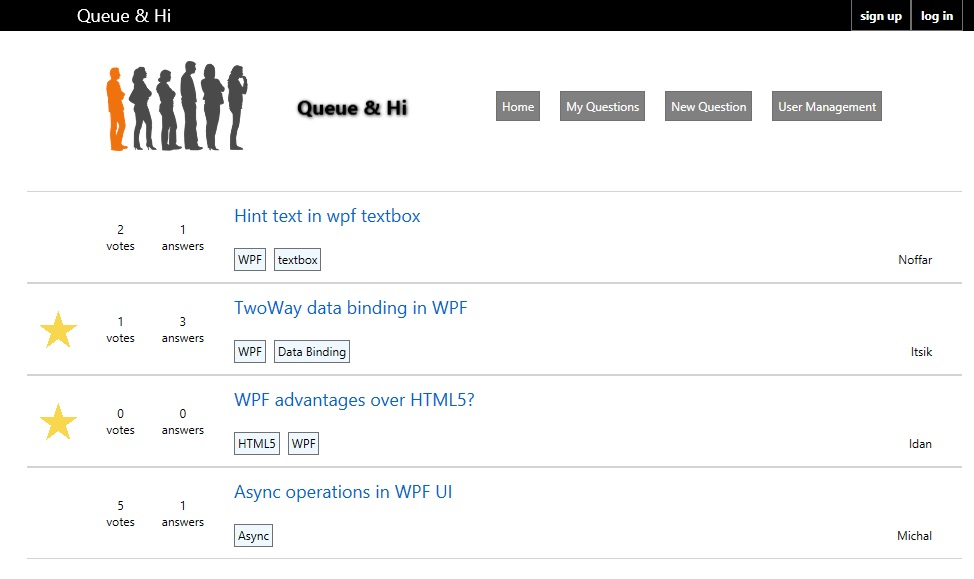 Queue & Hi sign up log in
Queue & Hi Home My Questions New Question User Management
Hint text in wpf textbox
2 1
votes answers
WPF textbox Noffar
TwoWay data binding in WPF
1 3
votes answers
WPF Data Binding Itsik
WPF advantages over HTML5?
0 0
votes answers
HTML5 WPF Idan
Async operations in WPF UI
5 1
votes answers
Async Michal